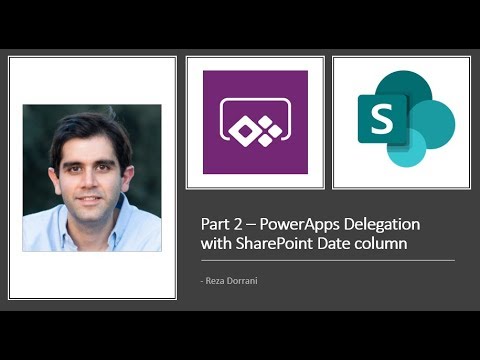 S
Part 2 – PowerApps Delegation
with SharePoint Date column
- Reza Dorrani